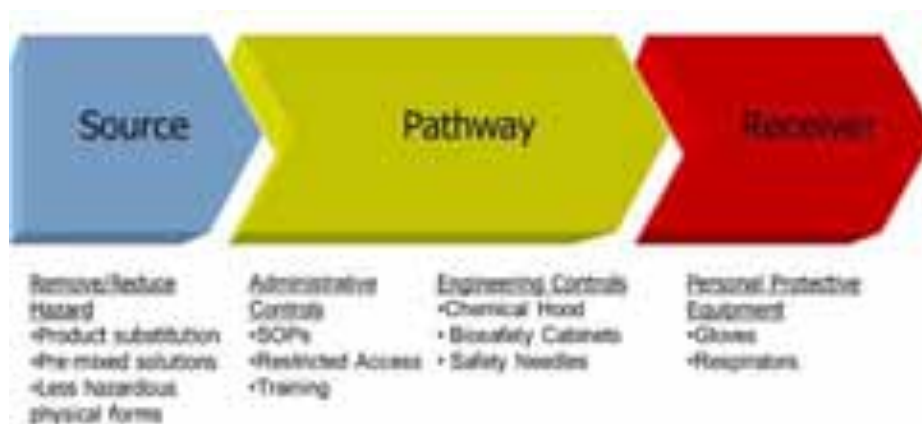 Source
Pathway
Receiver
Remove/Reduce
Hazard
•Product substitution
•Pre-mixed solutions
•Less hazardous
physical forms
Administrative
Controls
•SOPs
•Restricted Access
•Training
Engineering Controls
•Chemical Hood
• Biosafety Cabinets
• Safety Needles
Personal Protective
Equipment
•Gloves
•Respirators